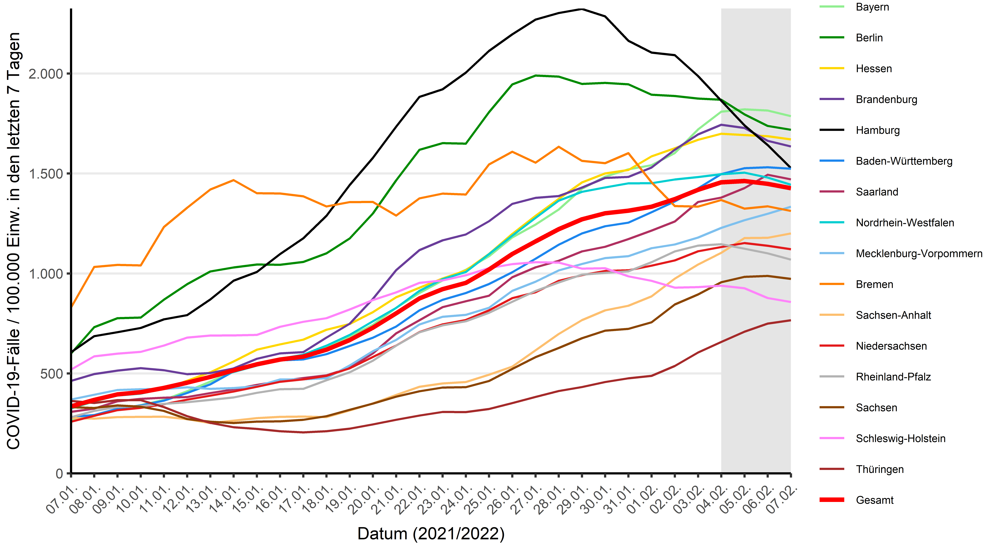 COVID-19-Fälle / 100.000 Einw. in den letzten 7 Tagen
2.000
1.500
1.000
500
0
07.01.
08.01.
09.01.
10.01.
11.01.
12.01.
13.01.
14.01.
15.01.
16.01.
17.01.
18.01.
19.01.
20.01.
21.01.
22.01.
23.01.
24.01.
25.01.
26.01.
27.01.
28.01.
29.01.
30.01.
31.01.
01.02.
02.02.
03.02.
04.02.
05.02.
06.02.
07.02.
Datum (2021/2022)
Bayern
Berlin
Hessen
Brandenburg
Hamburg
Baden-Württemberg
Saarland
Nordrhein-Westfalen
Mecklenburg-Vorpommern
Bremen
Sachsen-Anhalt
Niedersachsen
Rheinland-Pfalz
Sachsen
Schleswig-Holstein
Thüringen
Gesamt